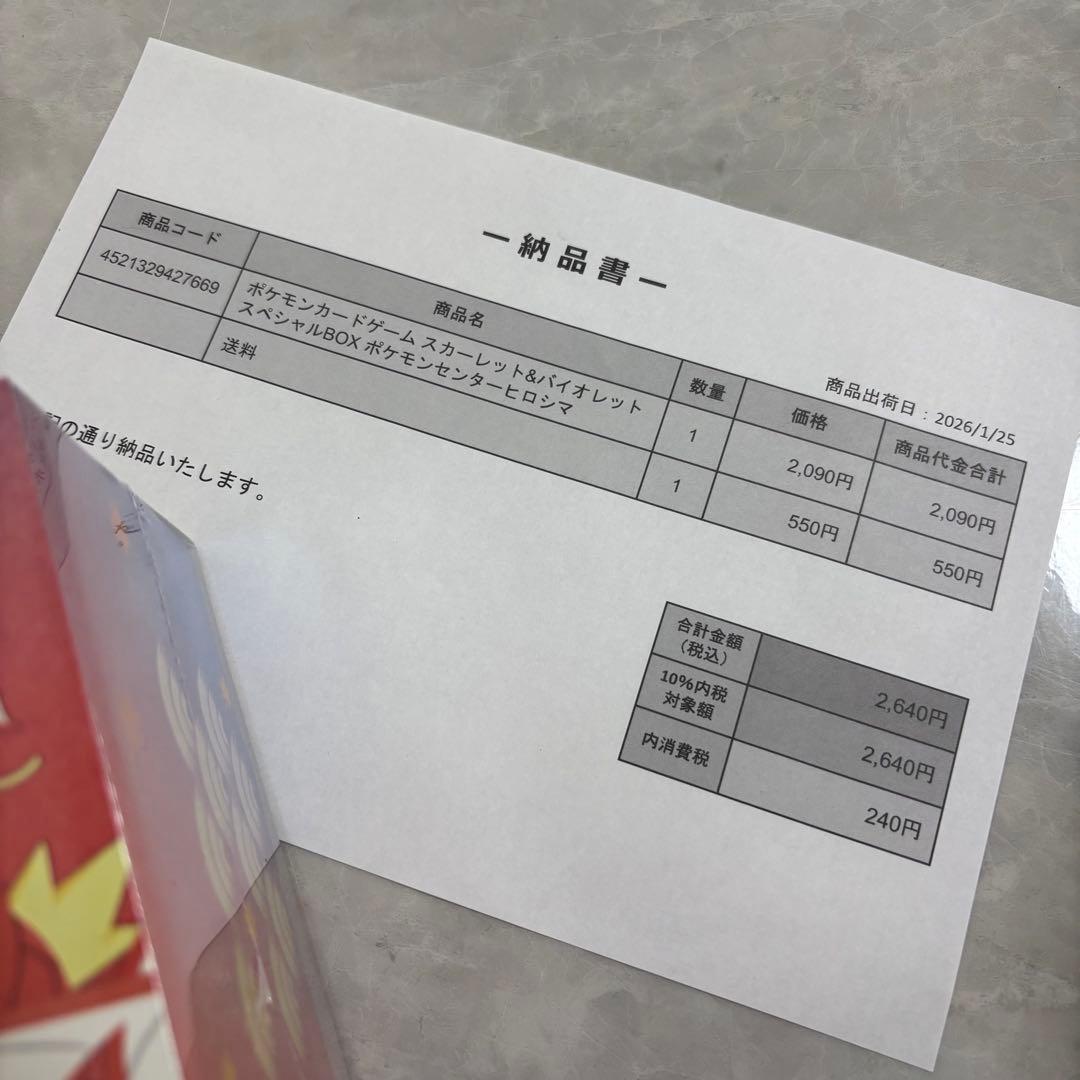 ー納品書ー
商品出荷日：2026/1/25
商品コード 商品名 数量 価格 商品代金合計
4521329427669 ポケモンカードゲーム スカーレット&バイオレット
スペシャルBOX ポケモンセンターヒロシマ 1 2,090円 2,090円
送料 1 550円 550円
の通り納品いたします。
合計金額
（税込） 2,640円
10%内税
対象額 2,640円
内消費税 240円